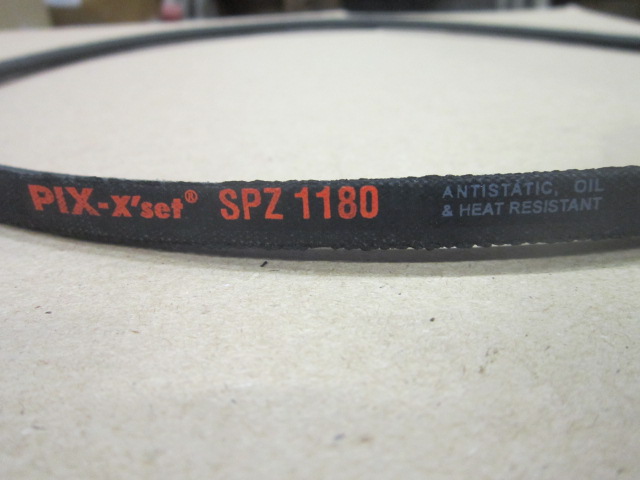 PIX-X'set® SPZ 1180
ANTISTATIC, OIL
& HEAT RESISTANT